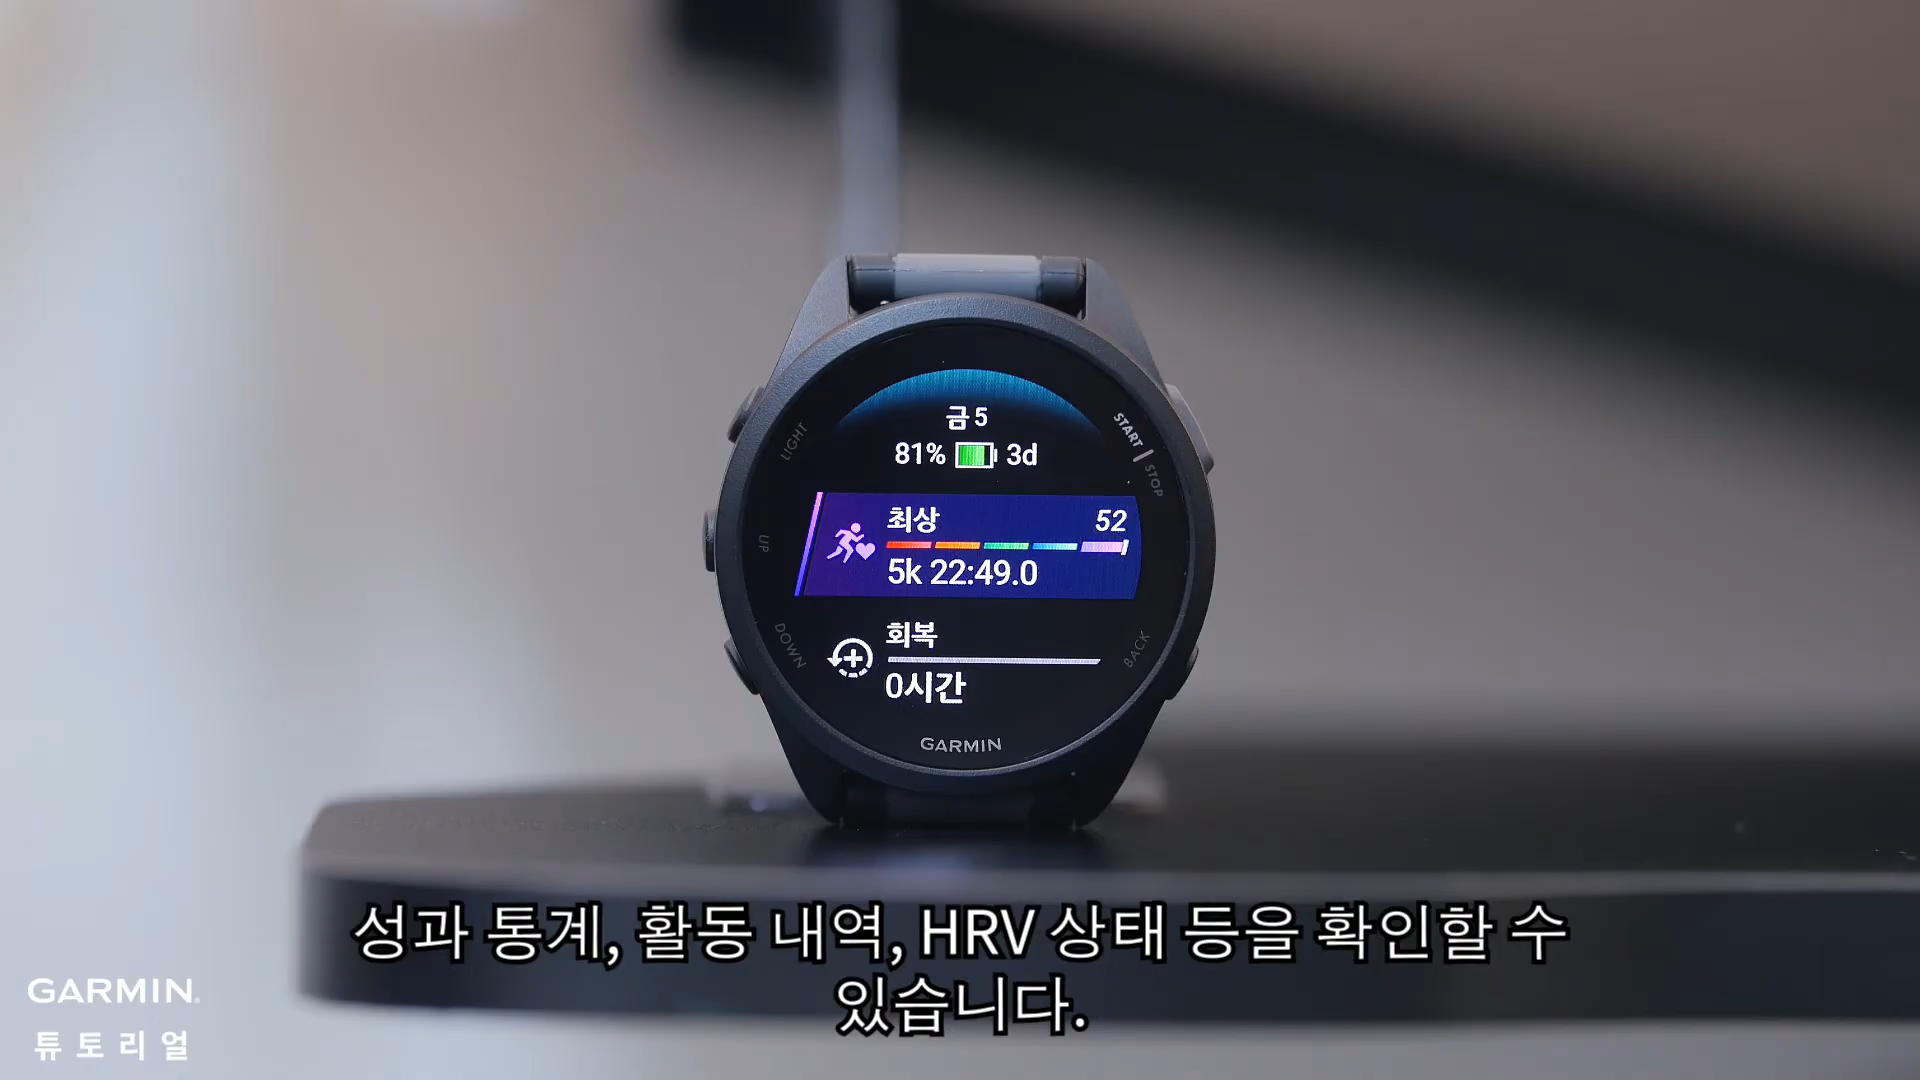 금 5
81% 3d
LIGHT
START
STOP
최상 52
5k 22:49.0
UP
회복
0시간
DOWN
BACK
GARMIN
성과 통계, 활동 내역, HRV 상태 등을 확인할 수
있습니다.
GARMIN.
튜토리얼